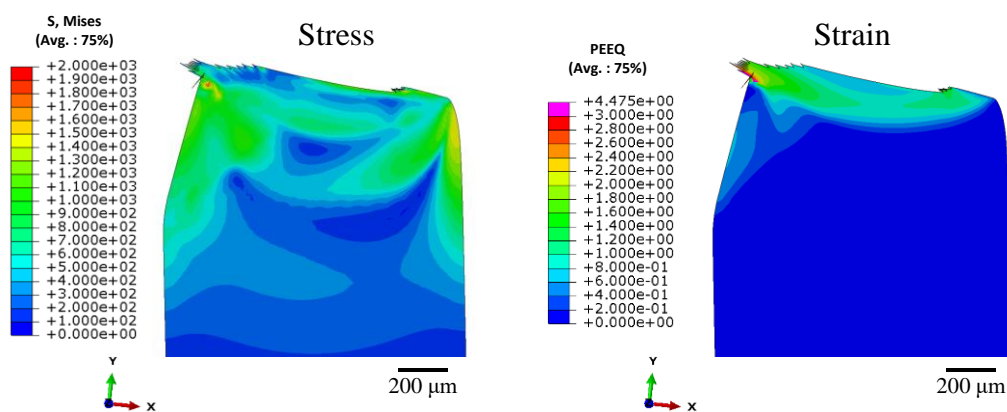 S, Mises
(Avg. : 75%)
Stress
+2.000e+03
+1.900e+03
+1.800e+03
+1.700e+03
+1.600e+03
+1.500e+03
+1.400e+03
+1.300e+03
+1.200e+03
+1.100e+03
+1.000e+03
+9.000e+02
+8.000e+02
+7.000e+02
+6.000e+02
+5.000e+02
+4.000e+02
+3.000e+02
+2.000e+02
+1.000e+02
+0.000e+00
Y
X
200 μm
PEEQ
(Avg. : 75%)
Strain
+4.475e+00
+3.000e+00
+2.800e+00
+2.600e+00
+2.400e+00
+2.200e+00
+2.000e+00
+1.800e+00
+1.600e+00
+1.400e+00
+1.200e+00
+1.000e+00
+8.000e-01
+6.000e-01
+4.000e-01
+2.000e-01
+0.000e+00
Y
X
200 μm